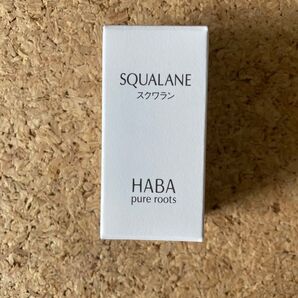 SQUALANE
スクワラン
HABA
pure roots